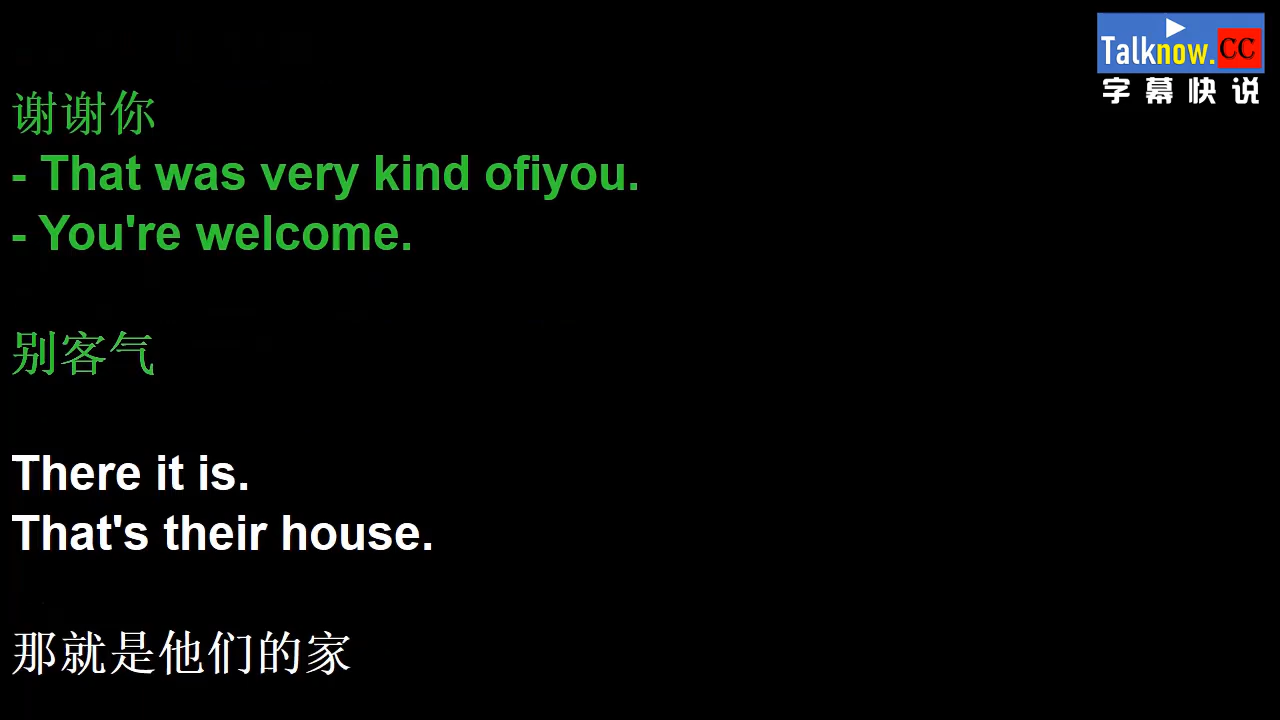 Talknow.CC
字幕快说
谢谢你
- That was very kind ofiyou.
- You're welcome.
别客气
There it is.
That's their house.
那就是他们的家